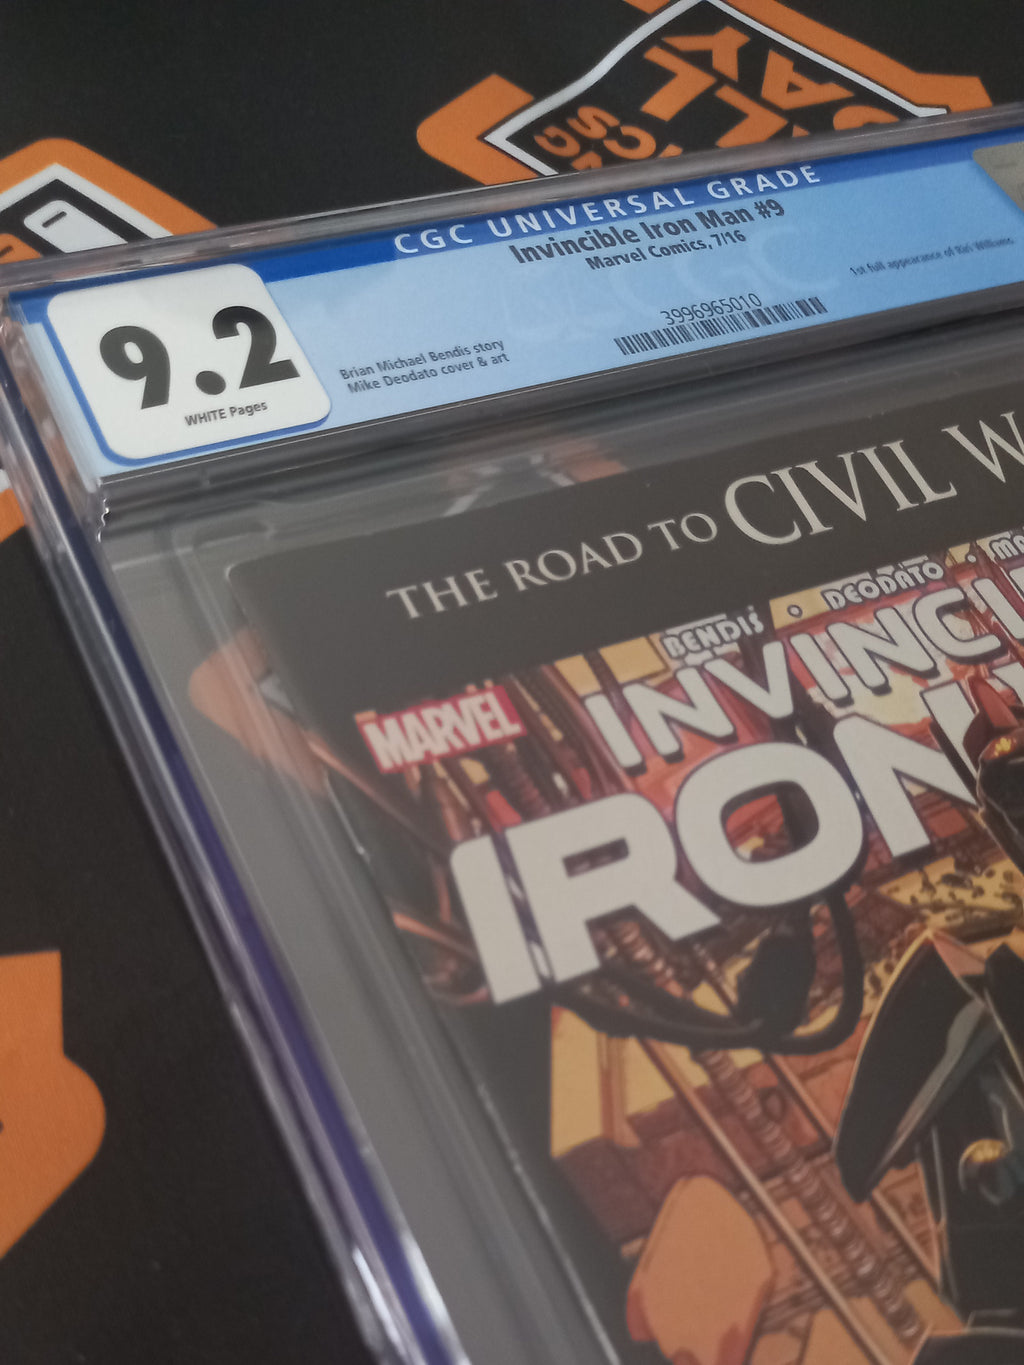 CGC UNIVERSAL GRADE
Invincible Iron Man #9
Marvel Comics, 7/16
1st full appearance of Riri Williams.
9.2
WHITE Pages
Brian Michael Bendis story
Mike Deodato cover & art
3996965010
THE ROAD TO CIVIL W
BENDIS • DEODATO • MA
MARVEL
INVINCI
IRON